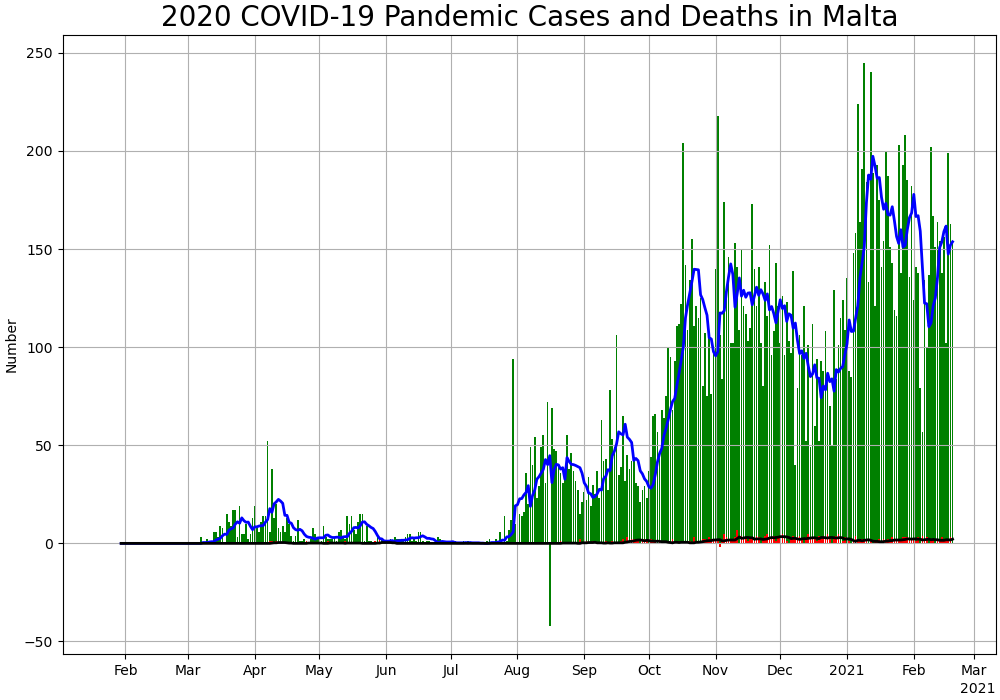 2020 COVID-19 Pandemic Cases and Deaths in Malta
Number
250
200
150
100
50
0
−50
Feb Mar Apr May Jun Jul Aug Sep Oct Nov Dec 2021 Feb Mar
2021